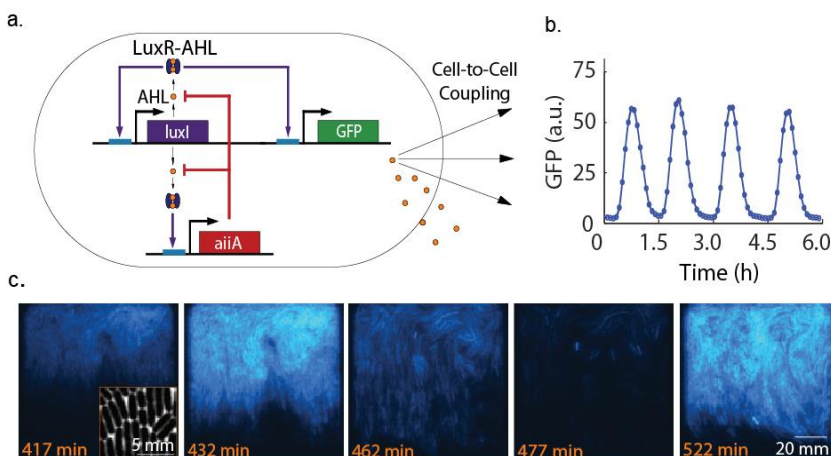 a.
LuxR-AHL
AHL
luxI
GFP
aiiA
Cell-to-Cell
Coupling
b.
GFP (a.u.)
75
50
25
0
0 1.5 3.0 4.5 6.0
Time (h)
c.
417 min
5 mm
432 min
462 min
477 min
522 min
20 mm